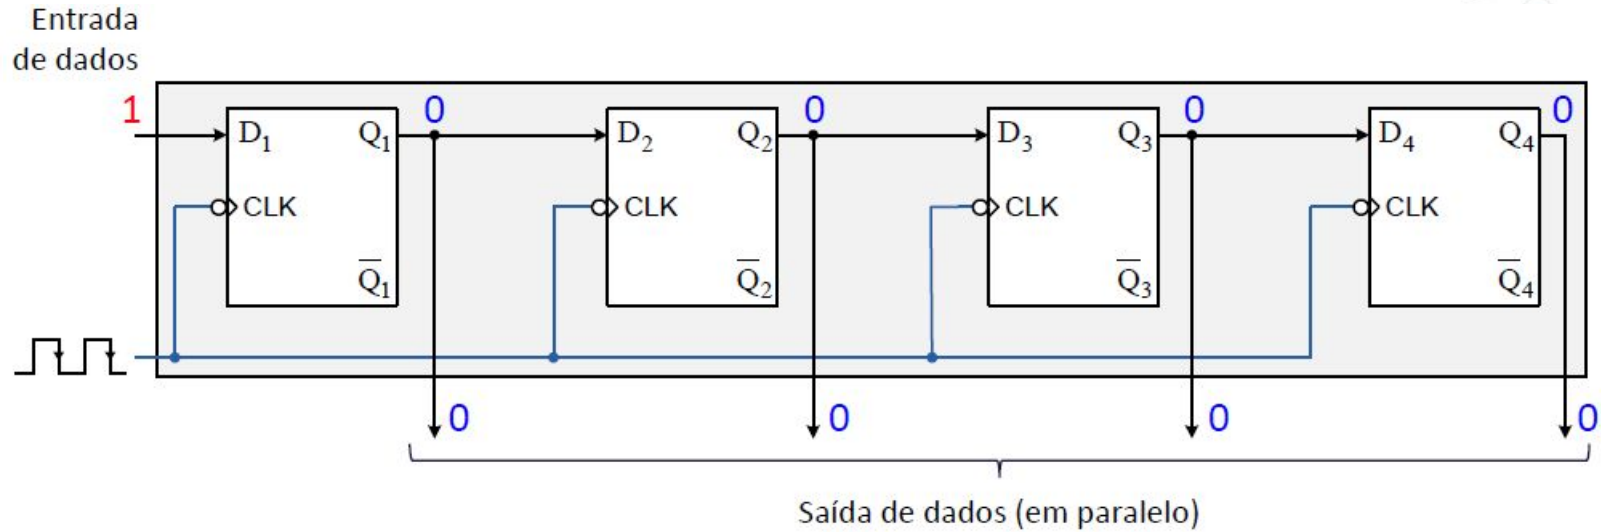 Entrada
de dados
1 0 0 0 0
D₁ Q₁ D₂ Q₂ D₃ Q₃ D₄ Q₄
CLK CLK CLK CLK
Q̅₁ Q̅₂ Q̅₃ Q̅₄
0 0 0 0
Saída de dados (em paralelo)